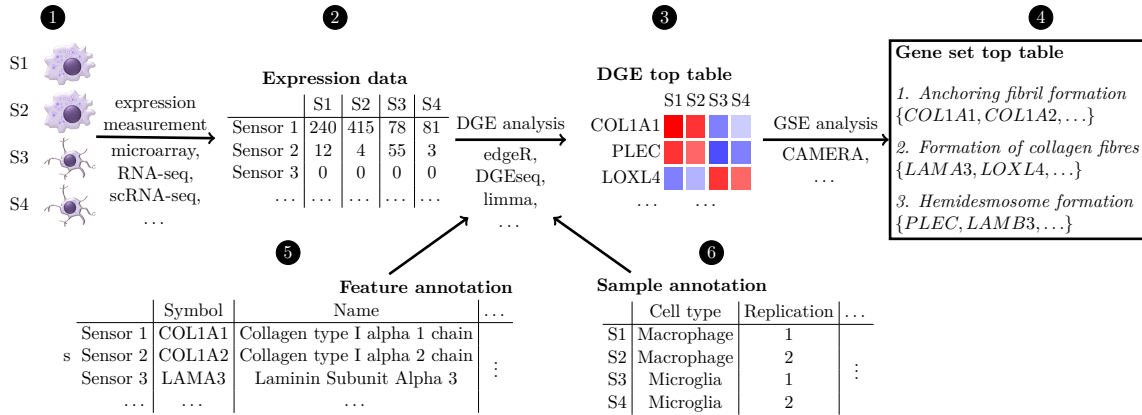 1
2
3
4
S1
S2
S3
S4
expression
measurement
microarray,
RNA-seq,
scRNA-seq,
...
Expression data
S1 S2 S3 S4
Sensor 1 240 415 78 81
Sensor 2 12 4 55 3
Sensor 3 0 0 0 0
... ... ... ... ...
DGE analysis
edgeR,
DGEseq,
limma,
...
DGE top table
S1 S2 S3 S4
COL1A1
PLEC
LOXL4
... ...
GSE analysis
CAMERA,
...
Gene set top table
1. Anchoring fibril formation
{COL1A1, COL1A2, ...}
2. Formation of collagen fibres
{LAMA3, LOXL4, ...}
3. Hemidesmosome formation
{PLEC, LAMB3, ...}
5
Feature annotation
Symbol Name ...
Sensor 1 COL1A1 Collagen type I alpha 1 chain
s Sensor 2 COL1A2 Collagen type I alpha 2 chain ⋮
Sensor 3 LAMA3 Laminin Subunit Alpha 3
... ... ...
6
Sample annotation
Cell type Replication ...
S1 Macrophage 1
S2 Macrophage 2 ⋮
S3 Microglia 1
S4 Microglia 2